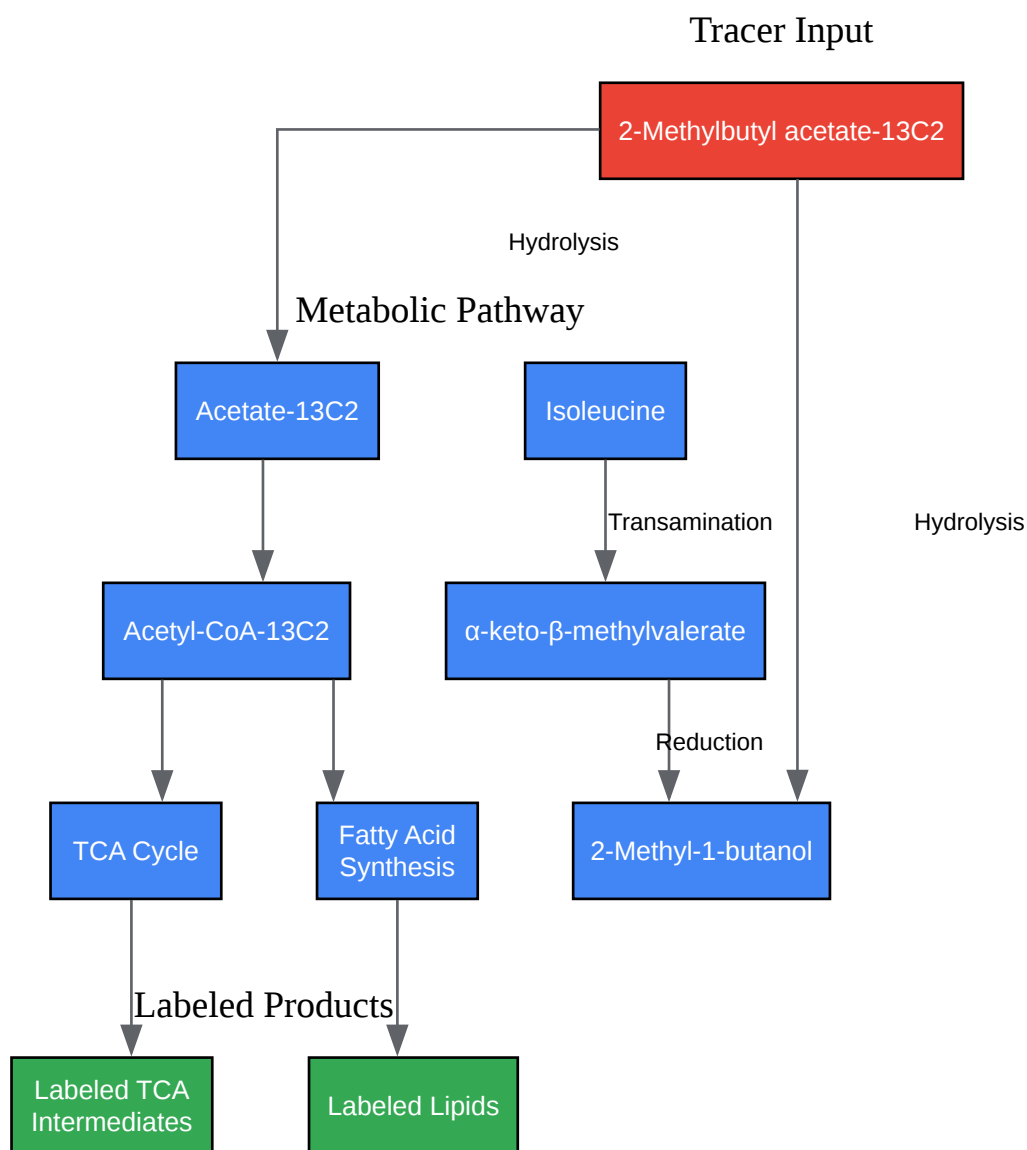 Tracer Input
2-Methylbutyl acetate-13C2
Hydrolysis
Metabolic Pathway
Acetate-13C2
Isoleucine
Transamination
Hydrolysis
Acetyl-CoA-13C2
α-keto-β-methylvalerate
Reduction
TCA Cycle
Fatty Acid
Synthesis
2-Methyl-1-butanol
Labeled Products
Labeled TCA
Intermediates
Labeled Lipids